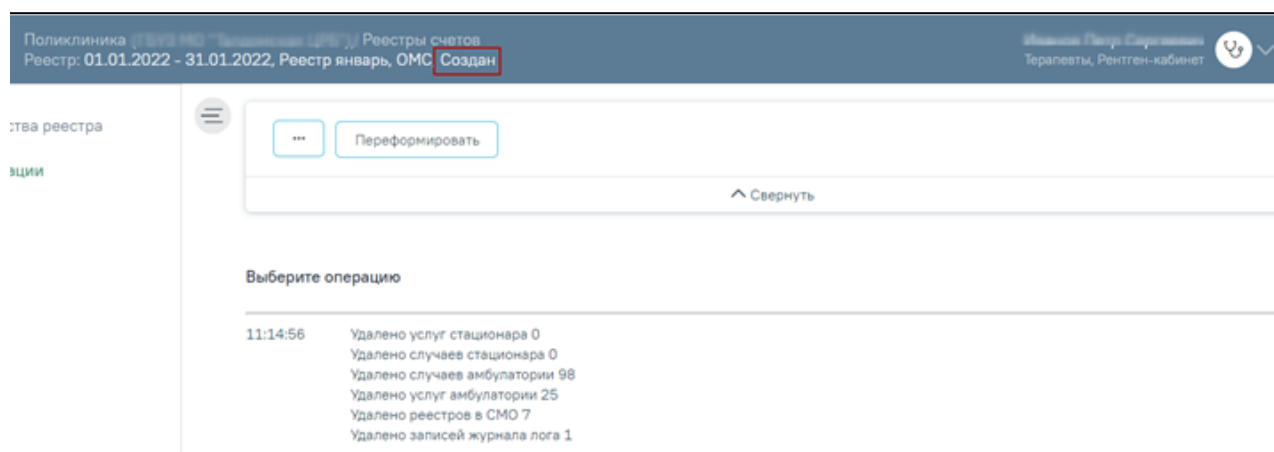 Поликлиника / Реестры счетов
Реестр: 01.01.2022 - 31.01.2022, Реестр январь, ОМС, Создан
Терапевты, Рентген-кабинет
ства реестра
ации
... Переформировать
Свернуть
Выберите операцию
11:14:56 Удалено услуг стационара 0
Удалено случаев стационара 0
Удалено случаев амбулатории 98
Удалено услуг амбулатории 25
Удалено реестров в СМО 7
Удалено записей журнала лога 1